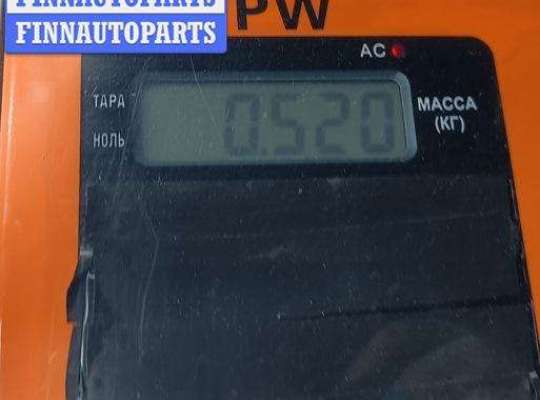 FINNAUTOPARTS
FINNAUTOPARTS
PW
AC
ТАРА
0.520
МАССА
(КГ)
НОЛЬ